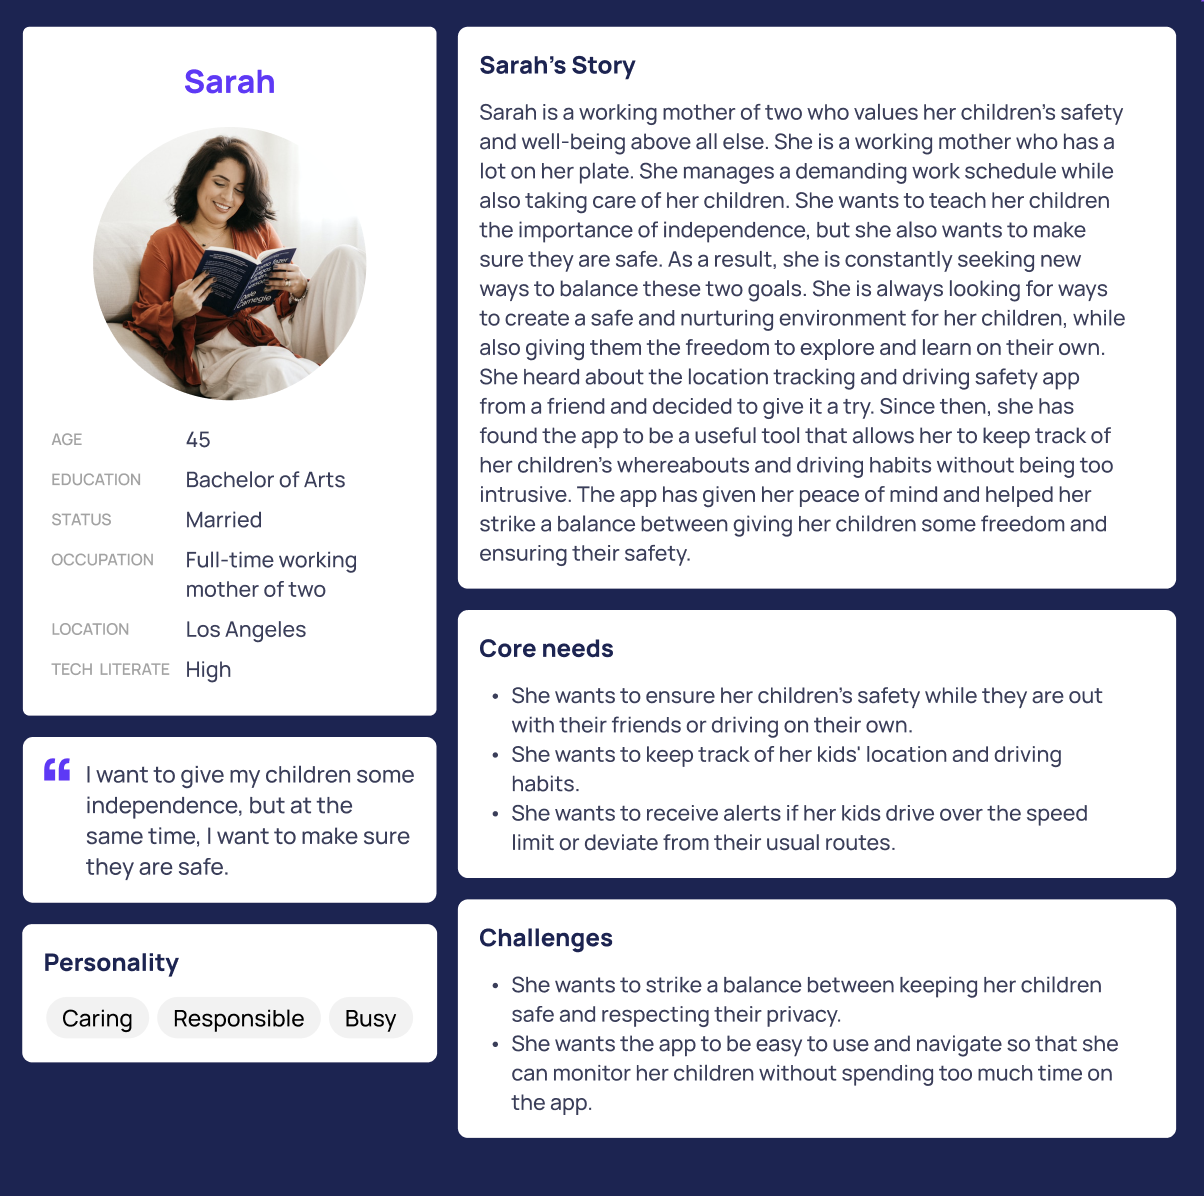 Sarah
AGE 45
EDUCATION Bachelor of Arts
STATUS Married
OCCUPATION Full-time working
mother of two
LOCATION Los Angeles
TECH LITERATE High
“ I want to give my children some
independence, but at the
same time, I want to make sure
they are safe.
Personality
Caring Responsible Busy
Sarah’s Story
Sarah is a working mother of two who values her children’s safety
and well-being above all else. She is a working mother who has a
lot on her plate. She manages a demanding work schedule while
also taking care of her children. She wants to teach her children
the importance of independence, but she also wants to make
sure they are safe. As a result, she is constantly seeking new
ways to balance these two goals. She is always looking for ways
to create a safe and nurturing environment for her children, while
also giving them the freedom to explore and learn on their own.
She heard about the location tracking and driving safety app
from a friend and decided to give it a try. Since then, she has
found the app to be a useful tool that allows her to keep track of
her children’s whereabouts and driving habits without being too
intrusive. The app has given her peace of mind and helped her
strike a balance between giving her children some freedom and
ensuring their safety.
Core needs
• She wants to ensure her children’s safety while they are out
with their friends or driving on their own.
• She wants to keep track of her kids' location and driving
habits.
• She wants to receive alerts if her kids drive over the speed
limit or deviate from their usual routes.
Challenges
• She wants to strike a balance between keeping her children
safe and respecting their privacy.
• She wants the app to be easy to use and navigate so that she
can monitor her children without spending too much time on
the app.
Dale
Carnegie